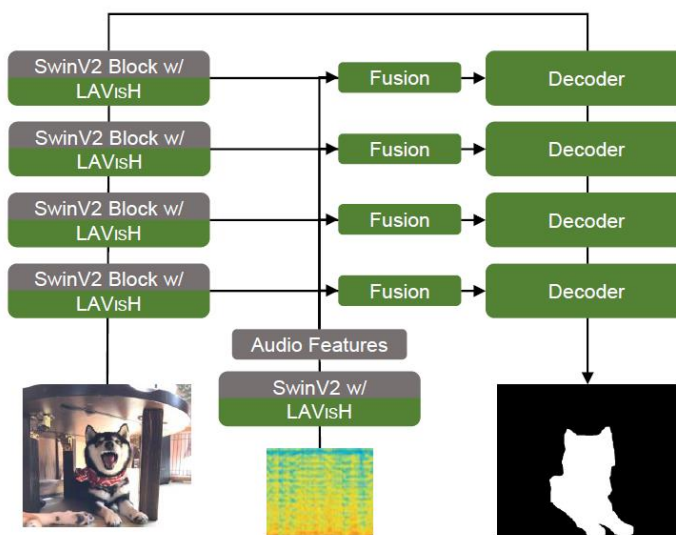 SwinV2 Block w/
LAVISH
Fusion
Decoder
SwinV2 Block w/
LAVISH
Fusion
Decoder
SwinV2 Block w/
LAVISH
Fusion
Decoder
SwinV2 Block w/
LAVISH
Fusion
Decoder
Audio Features
SwinV2 w/
LAVISH